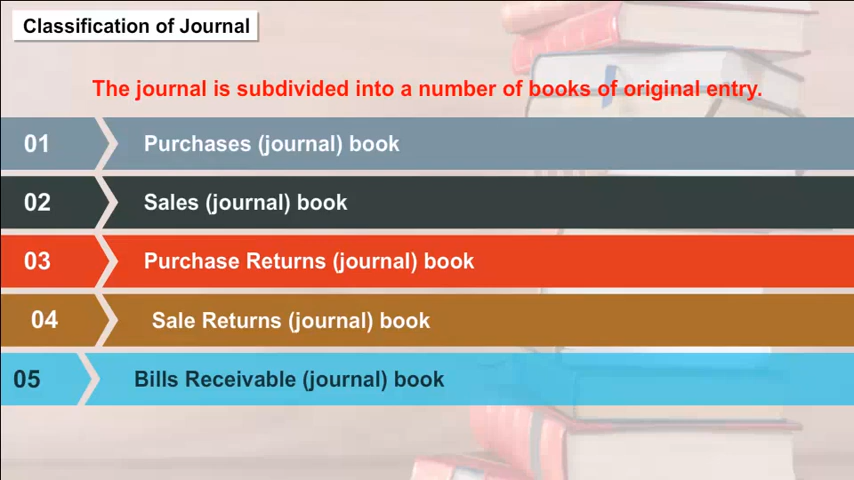 Classification of Journal
The journal is subdivided into a number of books of original entry.
01 Purchases (journal) book
02 Sales (journal) book
03 Purchase Returns (journal) book
04 Sale Returns (journal) book
05 Bills Receivable (journal) book